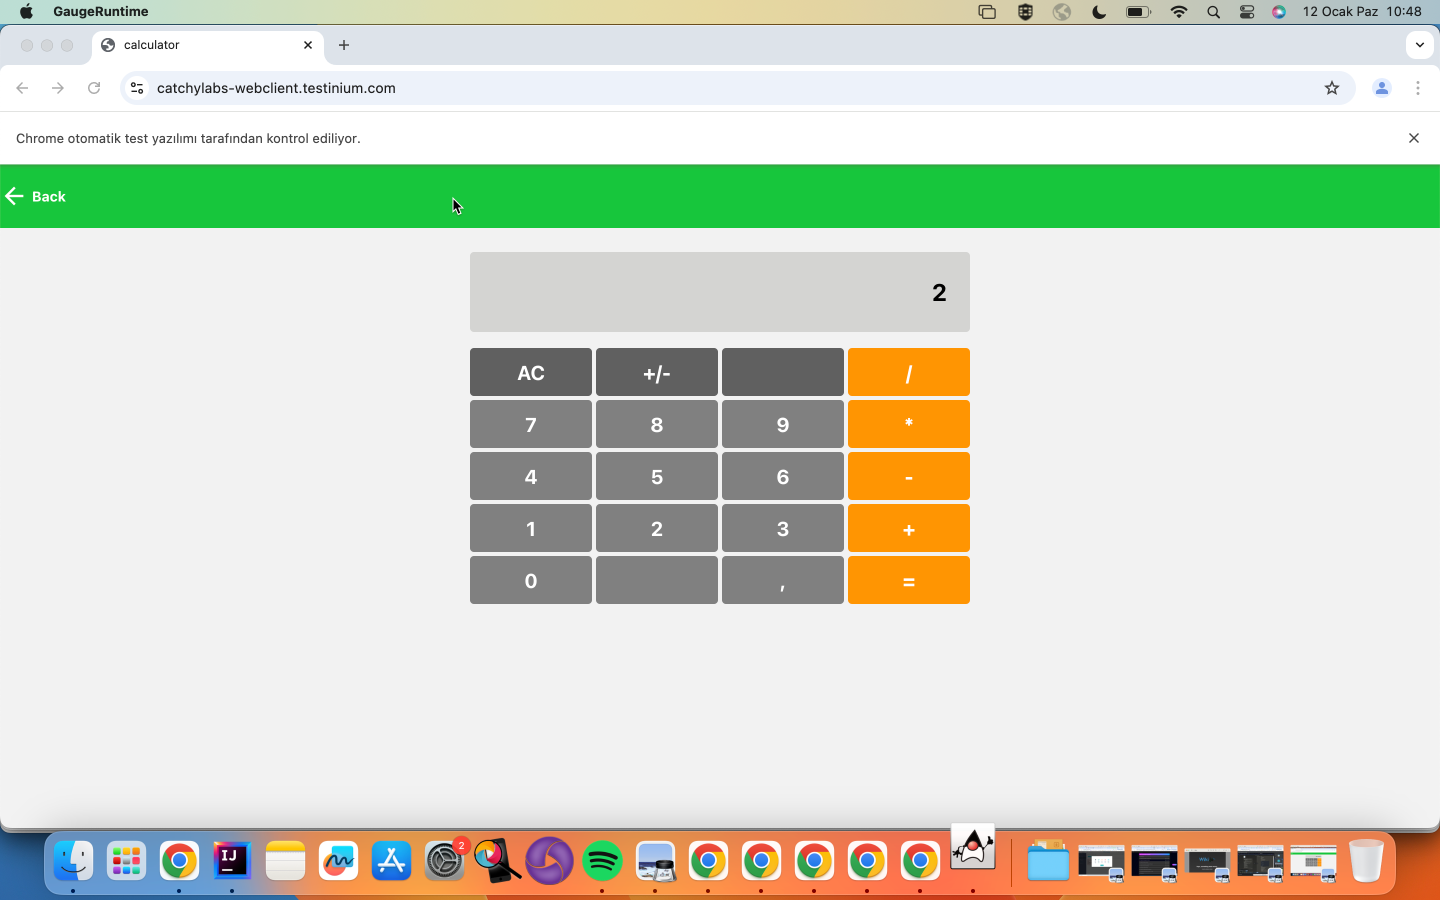 GaugeRuntime
12 Ocak Paz 10:48
calculator
catchylabs-webclient.testinium.com
Chrome otomatik test yazılımı tarafından kontrol ediliyor.
Back
2
AC +/- /
7 8 9 *
4 5 6 -
1 2 3 +
0 , =
2
IJ